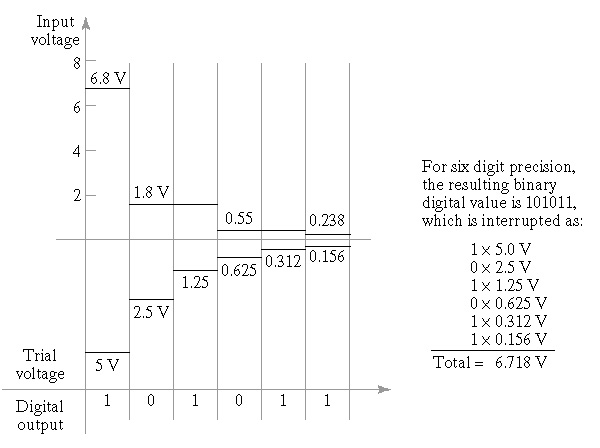 Input
voltage
8
6.8 V
6
4
2
1.8 V
0.55
0.238
1.25
0.625
0.312
0.156
2.5 V
5 V
Trial
voltage
Digital
output
1 0 1 0 1 1
For six digit precision,
the resulting binary
digital value is 101011,
which is interrupted as:
1 × 5.0 V
0 × 2.5 V
1 × 1.25 V
0 × 0.625 V
1 × 0.312 V
1 × 0.156 V
Total = 6.718 V